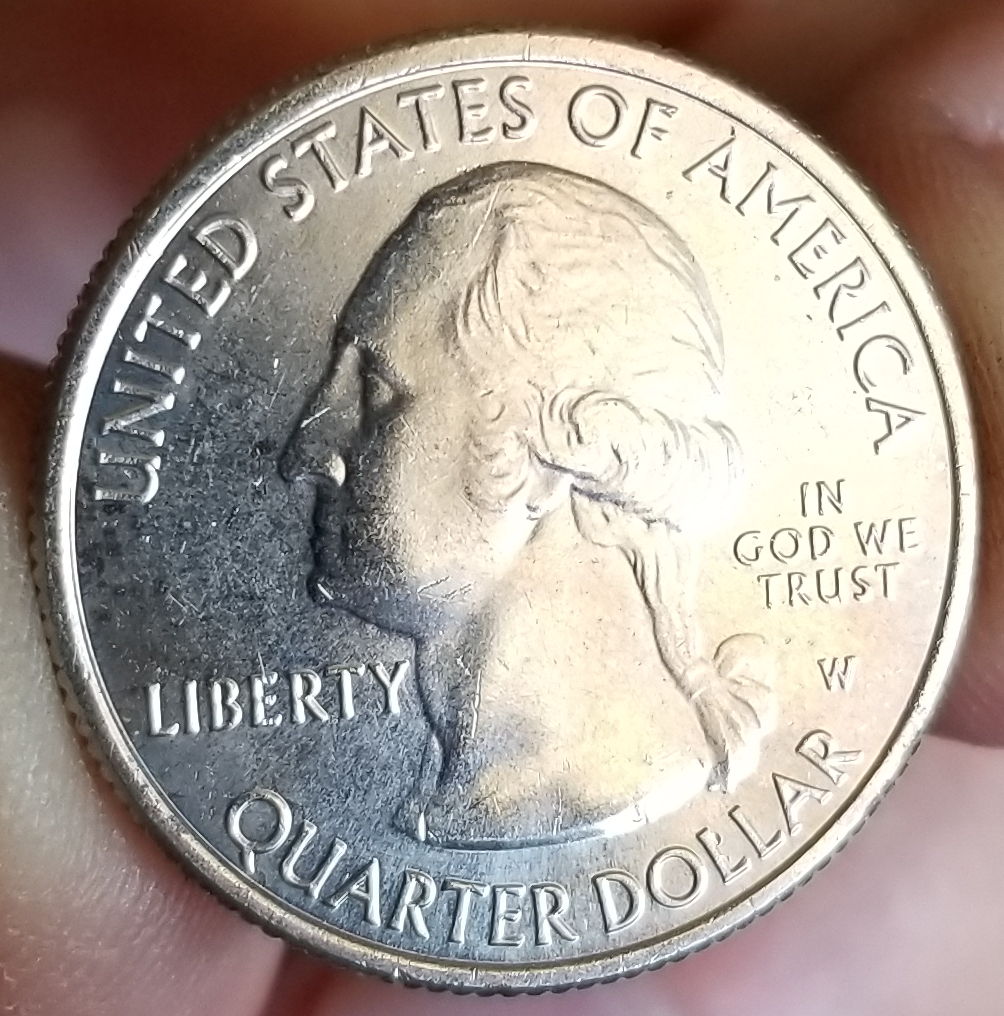 UNITED STATES OF AMERICA
LIBERTY
IN
GOD WE
TRUST
W
QUARTER DOLLAR